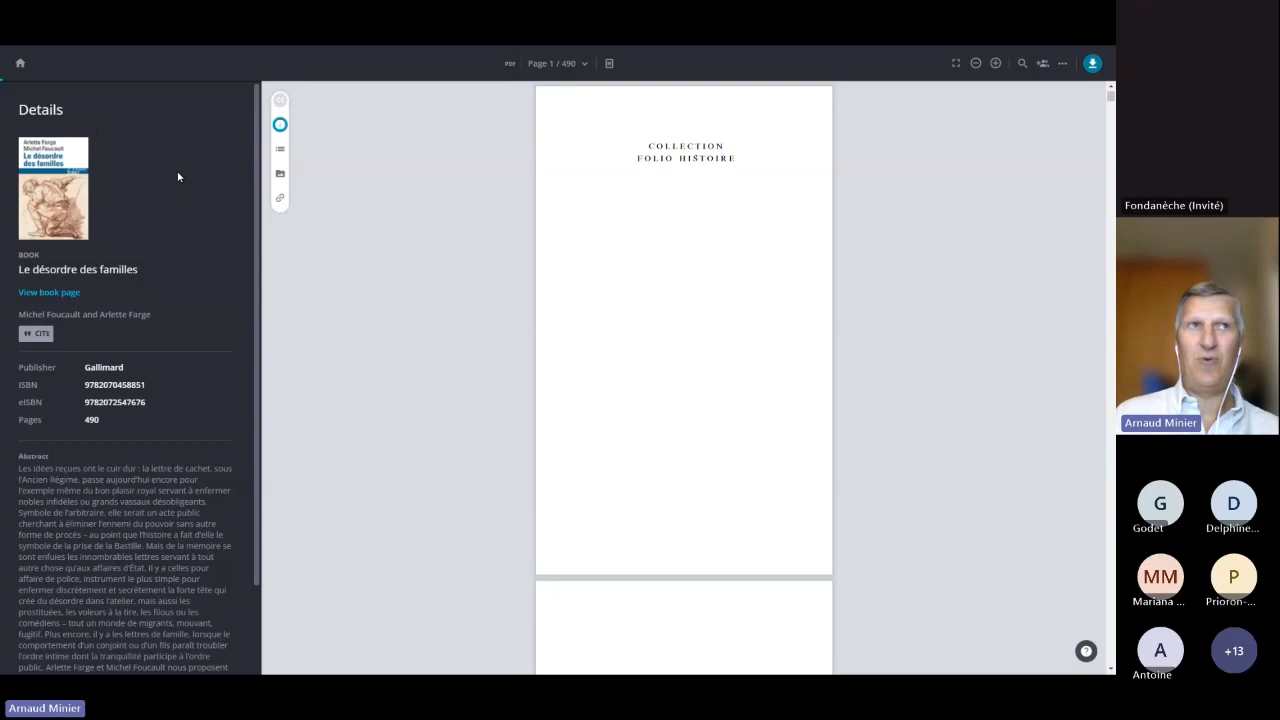 PDF
Page 1 / 490
Details
Arlette Farge
Michel Foucault
Le désordre
des familles
BOOK
Le désordre des familles
View book page
Michel Foucault and Arlette Farge
CITE
Publisher Gallimard
ISBN 9782070458851
eISBN 9782072547676
Pages 490
Abstract
Les idées reçues ont le cuir dur : la lettre de cachet, sous
l'Ancien Régime, passe aujourd'hui encore pour
l'exemple même du bon plaisir royal servant à enfermer
nobles infidèles ou grands vassaux désobligeants.
Symbole de l'arbitraire, elle serait un acte public
cherchant à éliminer l'ennemi du pouvoir sans autre
forme de procès – au point que l'histoire a fait d'elle le
symbole de la prise de la Bastille. Mais de la mémoire se
sont enfuies les innombrables lettres servant à tout
autre chose qu'aux affaires d'État. Il y a celles pour
affaire de police, instrument le plus simple pour
enfermer discrètement et secrètement la forte tête qui
crée du désordre dans l'atelier, mais aussi les
prostituées, les voleurs à la tire, les filous ou les
comédiens – tout un monde de migrants, mouvant,
fugitif. Plus encore, il y a les lettres de famille, lorsque le
comportement d'un conjoint ou d'un fils paraît troubler
l'ordre intime dont la tranquillité participe à l'ordre
public. Arlette Farge et Michel Foucault nous proposent
COLLECTION
FOLIO HISTOIRE
?
Fondanèche (Invité)
Arnaud Minier
G
Godet
D
Delphine...
MM
Mariana ...
P
Prioron-...
A
Antoine
+13
Arnaud Minier